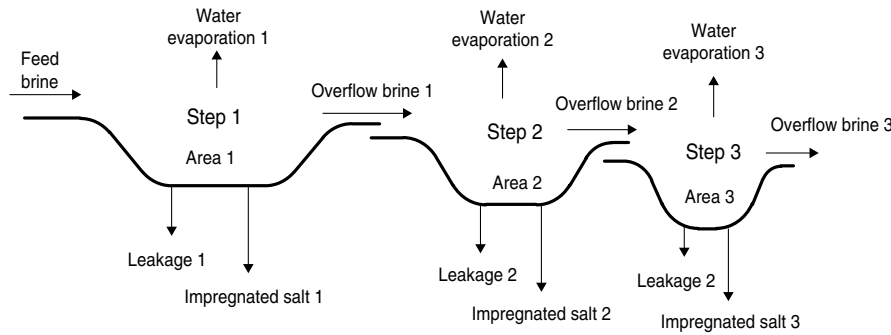 Water
evaporation 1
Water
evaporation 2
Water
evaporation 3
Feed
brine
Overflow brine 1
Overflow brine 2
Overflow brine 3
Step 1
Step 2
Step 3
Area 1
Area 2
Area 3
Leakage 1
Leakage 2
Leakage 2
Impregnated salt 1
Impregnated salt 2
Impregnated salt 3